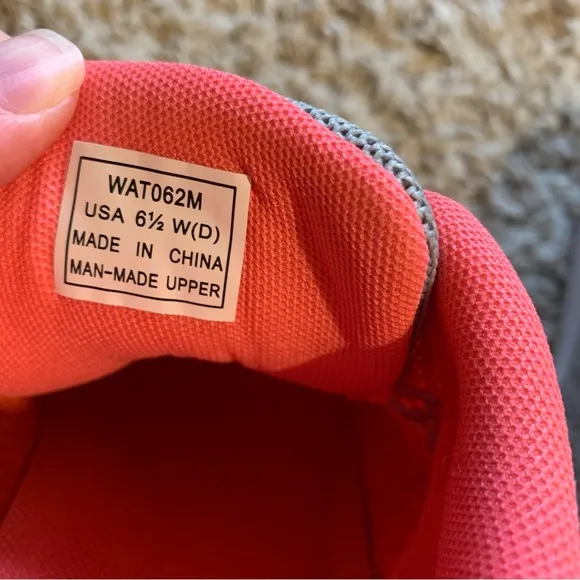 WAT062M
USA 6½ W(D)
MADE IN CHINA
MAN-MADE UPPER